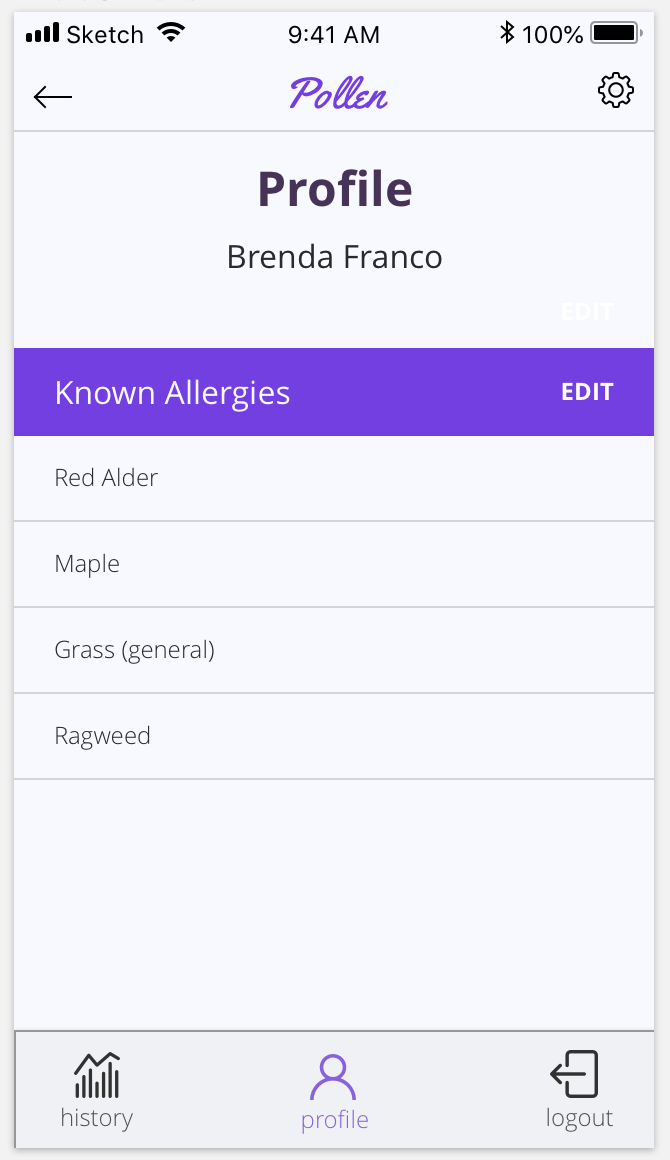 Sketch 9:41 AM 100%
Pollen
Profile
Brenda Franco
EDIT
Known Allergies EDIT
Red Alder
Maple
Grass (general)
Ragweed
history profile logout